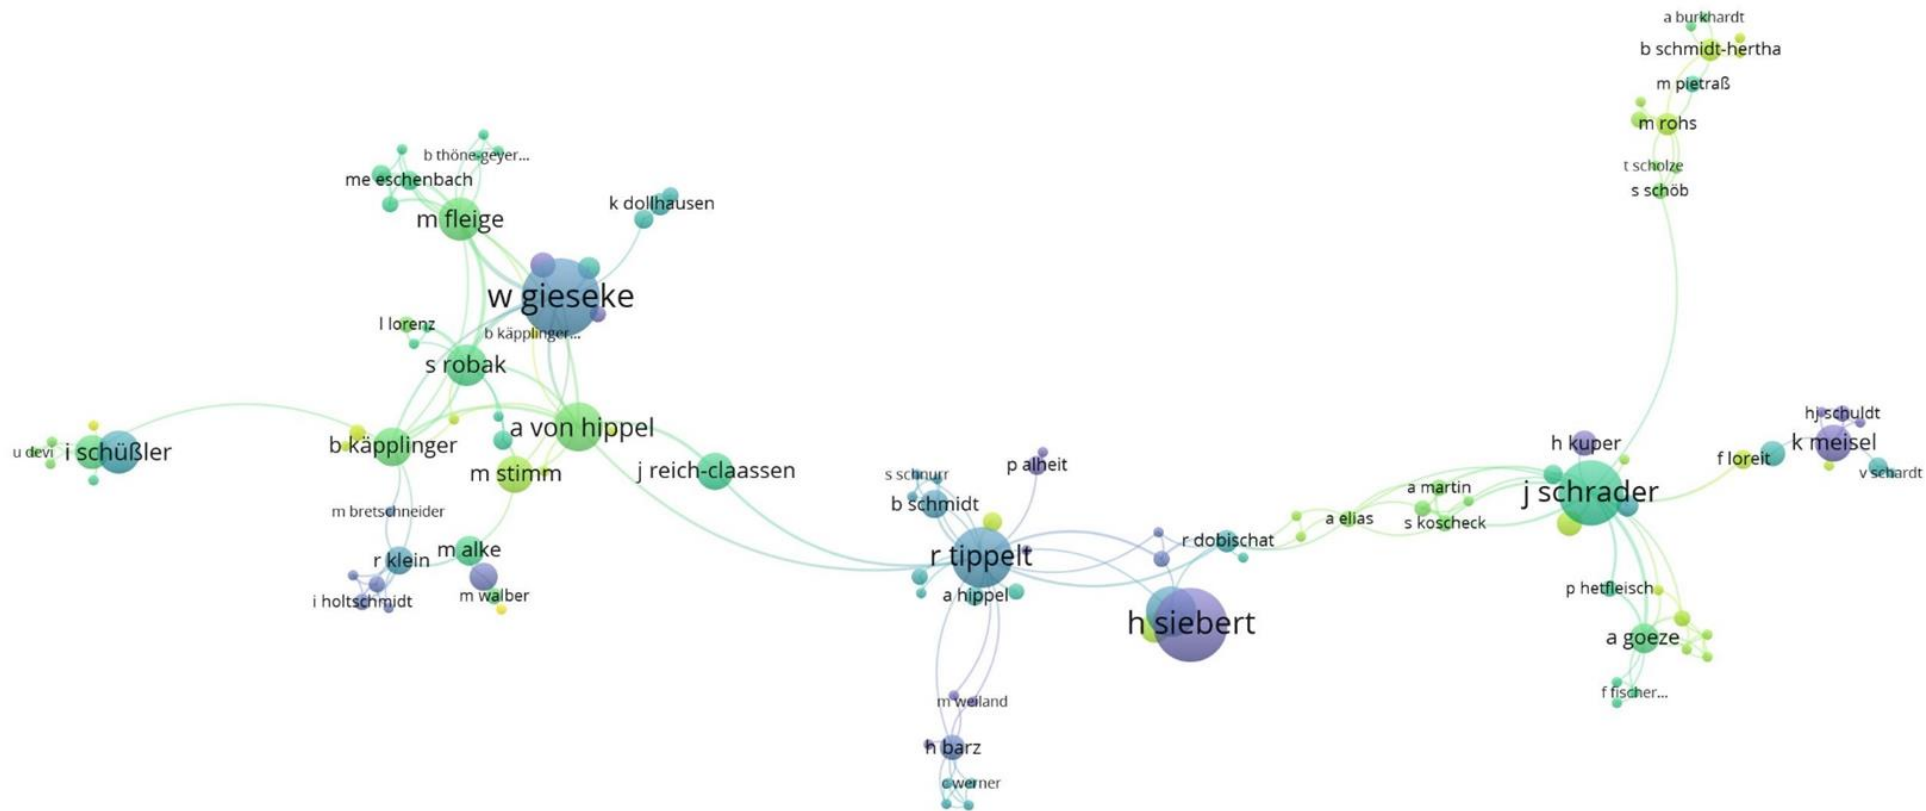 a burkhardt
b schmidt-hertha
m pietraß
m rohs
b thöne-geyer...
t scholze
me eschenbach
s schöb
k dollhausen
m fleige
w gieseke
l lorenz
b käpplinger...
s robak
hj schuldt
a von hippel
h kuper
k meisel
b käpplinger
u devi
i schüßler
f loreit
p alheit
j reich-claassen
m stimm
v schardt
s schnurr
a martin
j schrader
b schmidt
m bretschneider
a elias
s koscheck
r dobischat
m alke
r tippelt
r klein
p hetfleisch
m walber
a hippel
i holtschmidt
h siebert
a goeze
f fischer...
m weiland
h barz
c werner